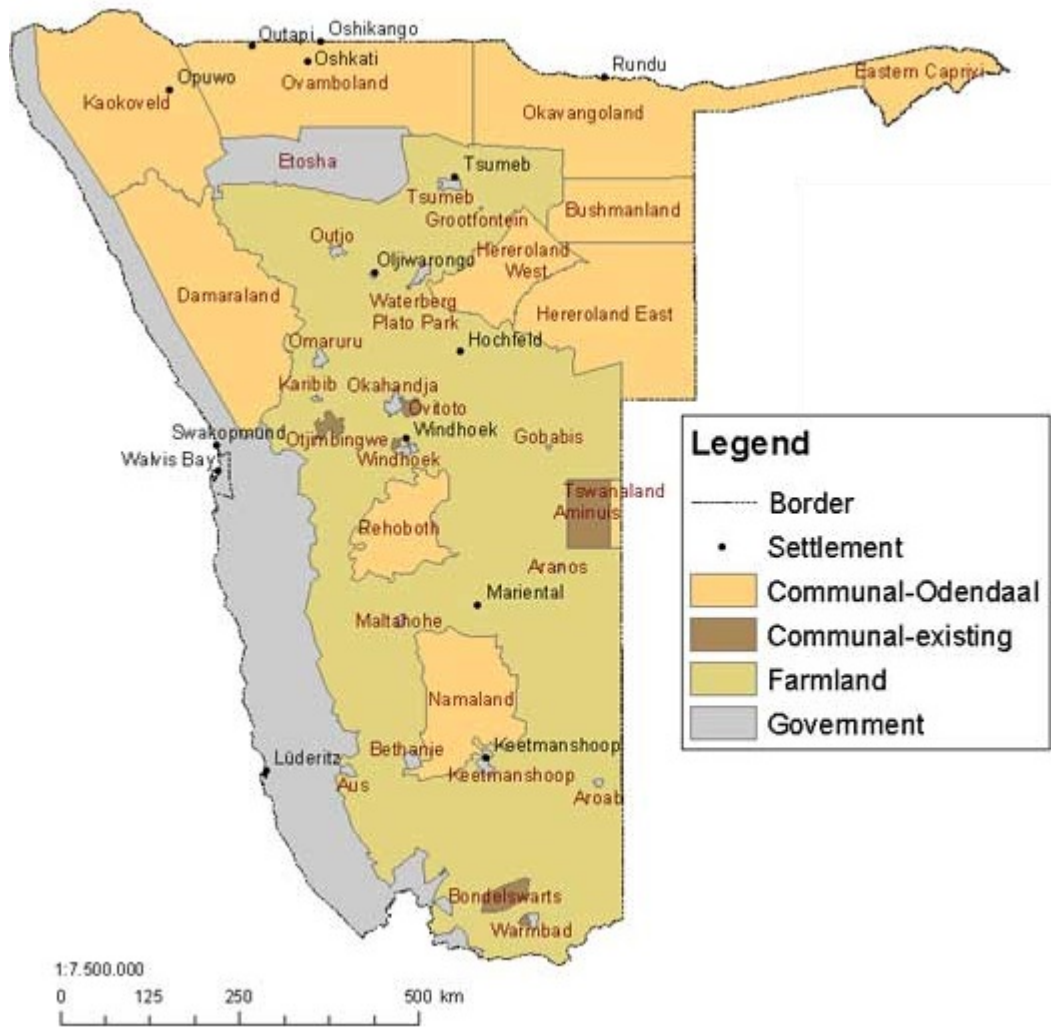 Oshikango
Outapi
Oshkati
Rundu
Eastern Caprixi
Opuwo
Ovamboland
Kaokoveld
Okavangoland
Etosha
Tsumeb
Tsumeb
Grootfontein
Bushmanland
Outjo
Oljiwarongo
Hereroland
West
Damaraland
Waterberg
Plato Park
Hereroland East
Omaruru
Hochfeld
Karibib
Okahandja
Ovitoto
Swakopmund
Otjimbingwe
Windhoek
Gobabis
Walvis Bay
Windhoek
Tswanaland
Aminuis
Rehoboth
Aranos
Mariental
Maltahohe
Namaland
Bethanie
Keetmanshoop
Lüderitz
Aus
Keetmanshoop
Aroab
Bondelswarts
Warmbad
Legend
Border
Settlement
Communal-Odendaal
Communal-existing
Farmland
Government
1:7.500.000
0 125 250 500 km